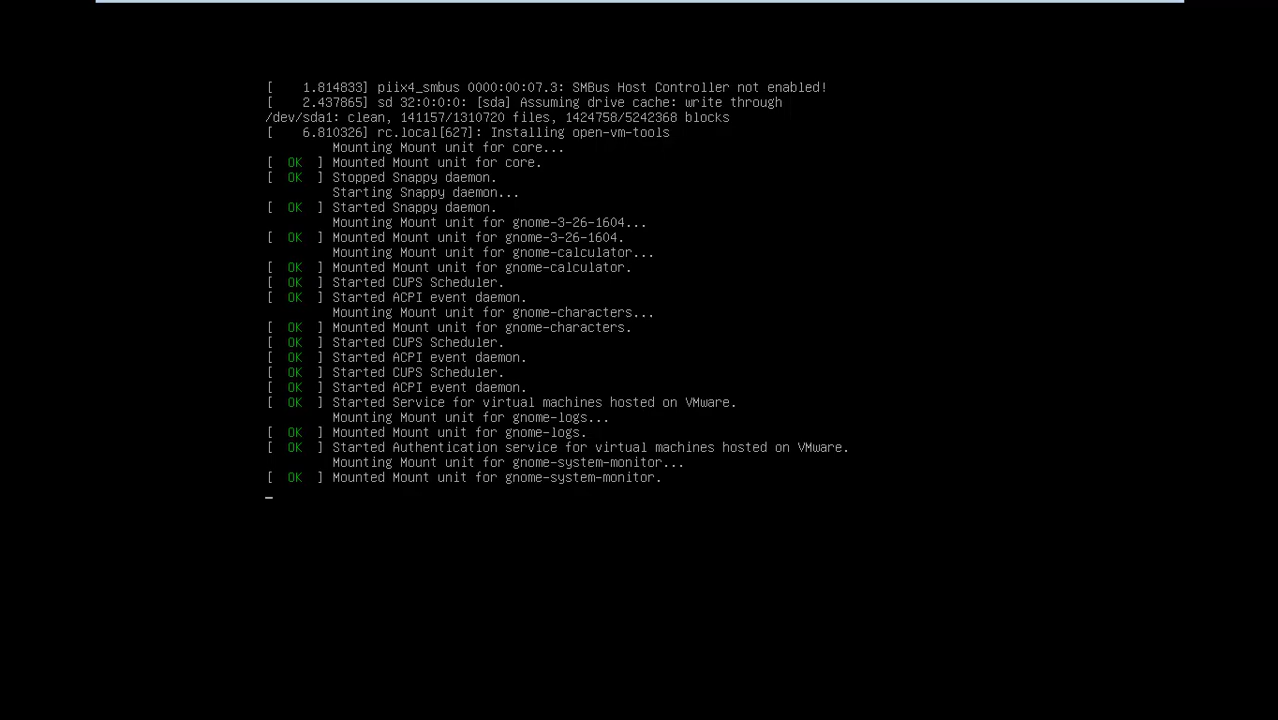 [    1.814833] piix4_smbus 0000:00:07.3: SMBus Host Controller not enabled!
[    2.437865] sd 32:0:0:0: [sda] Assuming drive cache: write through
/dev/sda1: clean, 141157/1310720 files, 1424758/5242368 blocks
[    6.810326] rc.local[627]: Installing open-vm-tools
         Mounting Mount unit for core...
[  OK  ] Mounted Mount unit for core.
[  OK  ] Stopped Snappy daemon.
         Starting Snappy daemon...
[  OK  ] Started Snappy daemon.
         Mounting Mount unit for gnome-3-26-1604...
[  OK  ] Mounted Mount unit for gnome-3-26-1604.
         Mounting Mount unit for gnome-calculator...
[  OK  ] Mounted Mount unit for gnome-calculator.
[  OK  ] Started CUPS Scheduler.
[  OK  ] Started ACPI event daemon.
         Mounting Mount unit for gnome-characters...
[  OK  ] Mounted Mount unit for gnome-characters.
[  OK  ] Started CUPS Scheduler.
[  OK  ] Started ACPI event daemon.
[  OK  ] Started CUPS Scheduler.
[  OK  ] Started ACPI event daemon.
[  OK  ] Started Service for virtual machines hosted on VMware.
         Mounting Mount unit for gnome-logs...
[  OK  ] Mounted Mount unit for gnome-logs.
[  OK  ] Started Authentication service for virtual machines hosted on VMware.
         Mounting Mount unit for gnome-system-monitor...
[  OK  ] Mounted Mount unit for gnome-system-monitor.